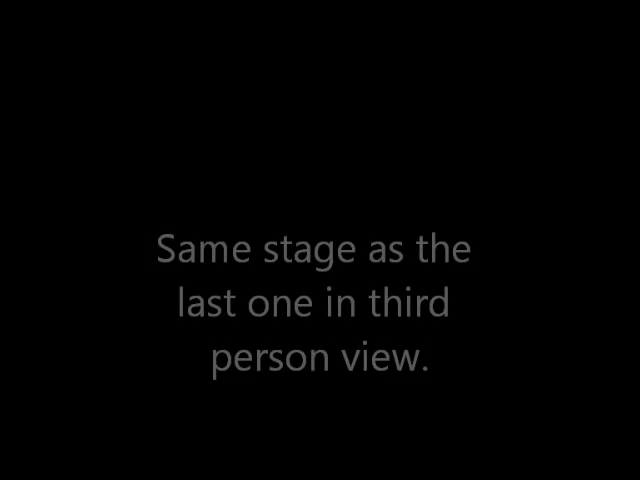 Same stage as the
last one in third
person view.